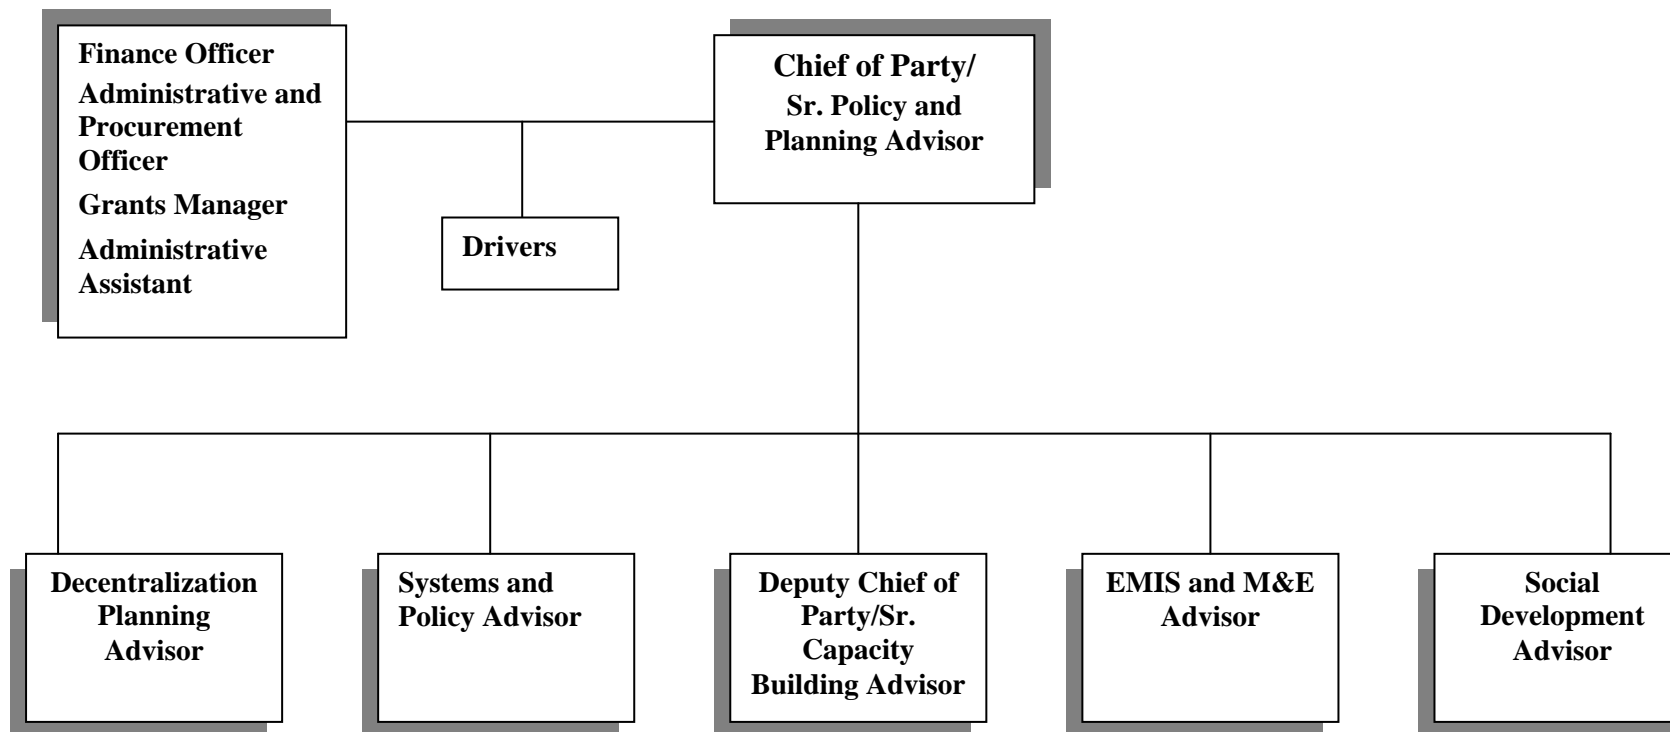 Finance Officer
Administrative and
Procurement
Officer
Grants Manager
Administrative
Assistant
Chief of Party/
Sr. Policy and
Planning Advisor
Drivers
Decentralization
Planning
Advisor
Systems and
Policy Advisor
Deputy Chief of
Party/Sr.
Capacity
Building Advisor
EMIS and M&E
Advisor
Social
Development
Advisor